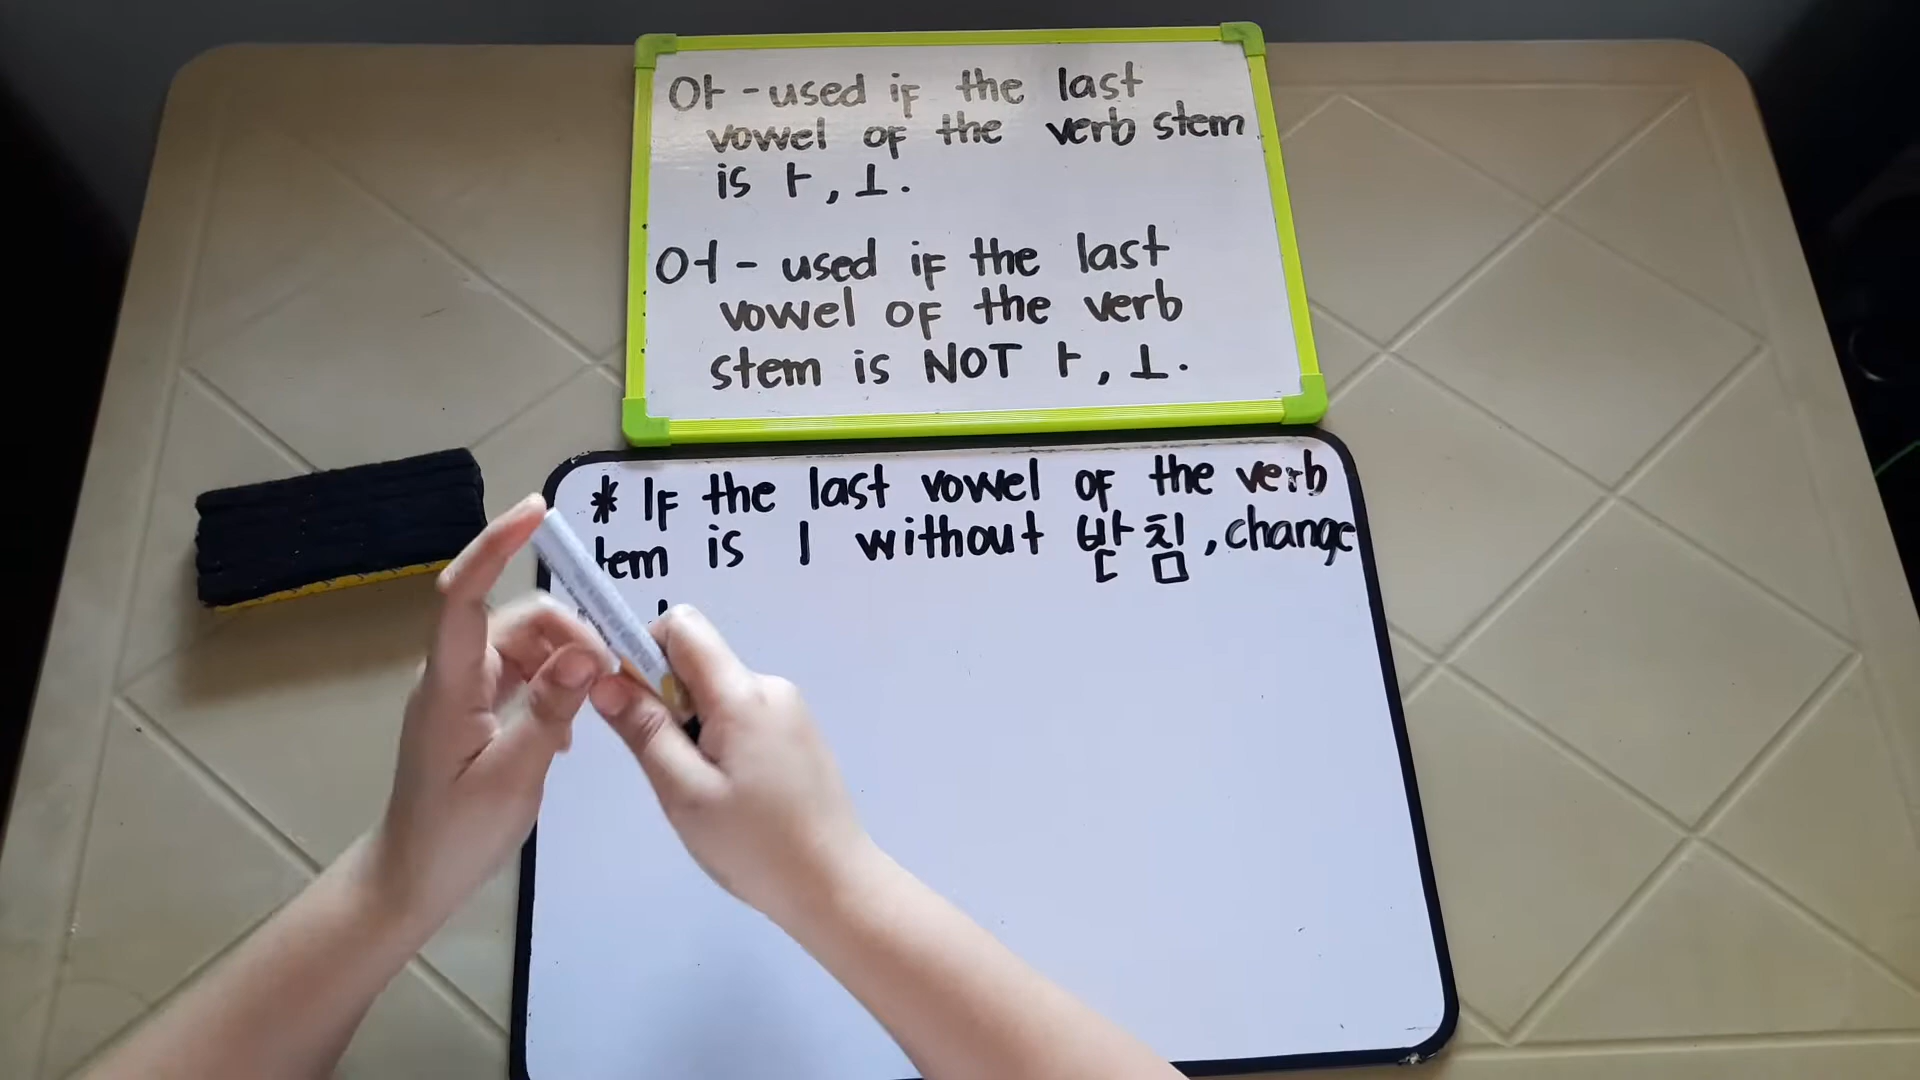 아 - used if the last
vowel of the verb stem
is ㅏ, ㅗ.
어 - used if the last
vowel of the verb
stem is NOT ㅏ, ㅗ.
* If the last vowel of the verb
tem is ㅣ without 받침, change